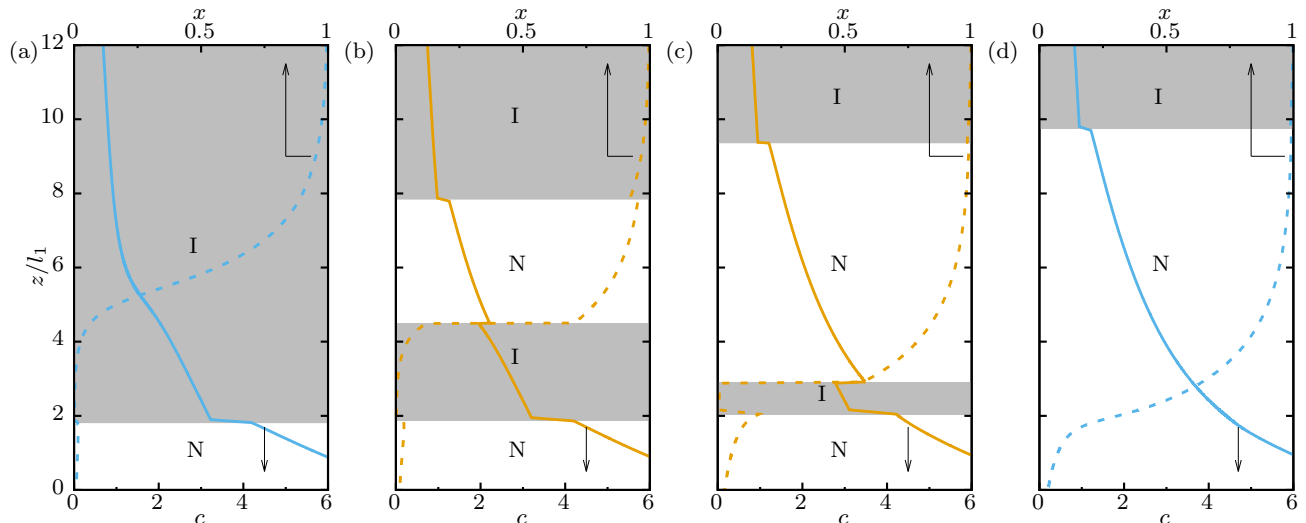 x x x x
0 0.5 1 0 0.5 1 0 0.5 1 0 0.5 1
(a) (b) (c) (d)
12
10
8
6
4
2
0
z/l₁
I I I I
I N N N
I I
N N N
0 2 4 6 0 2 4 6 0 2 4 6 0 2 4 6
c c c c